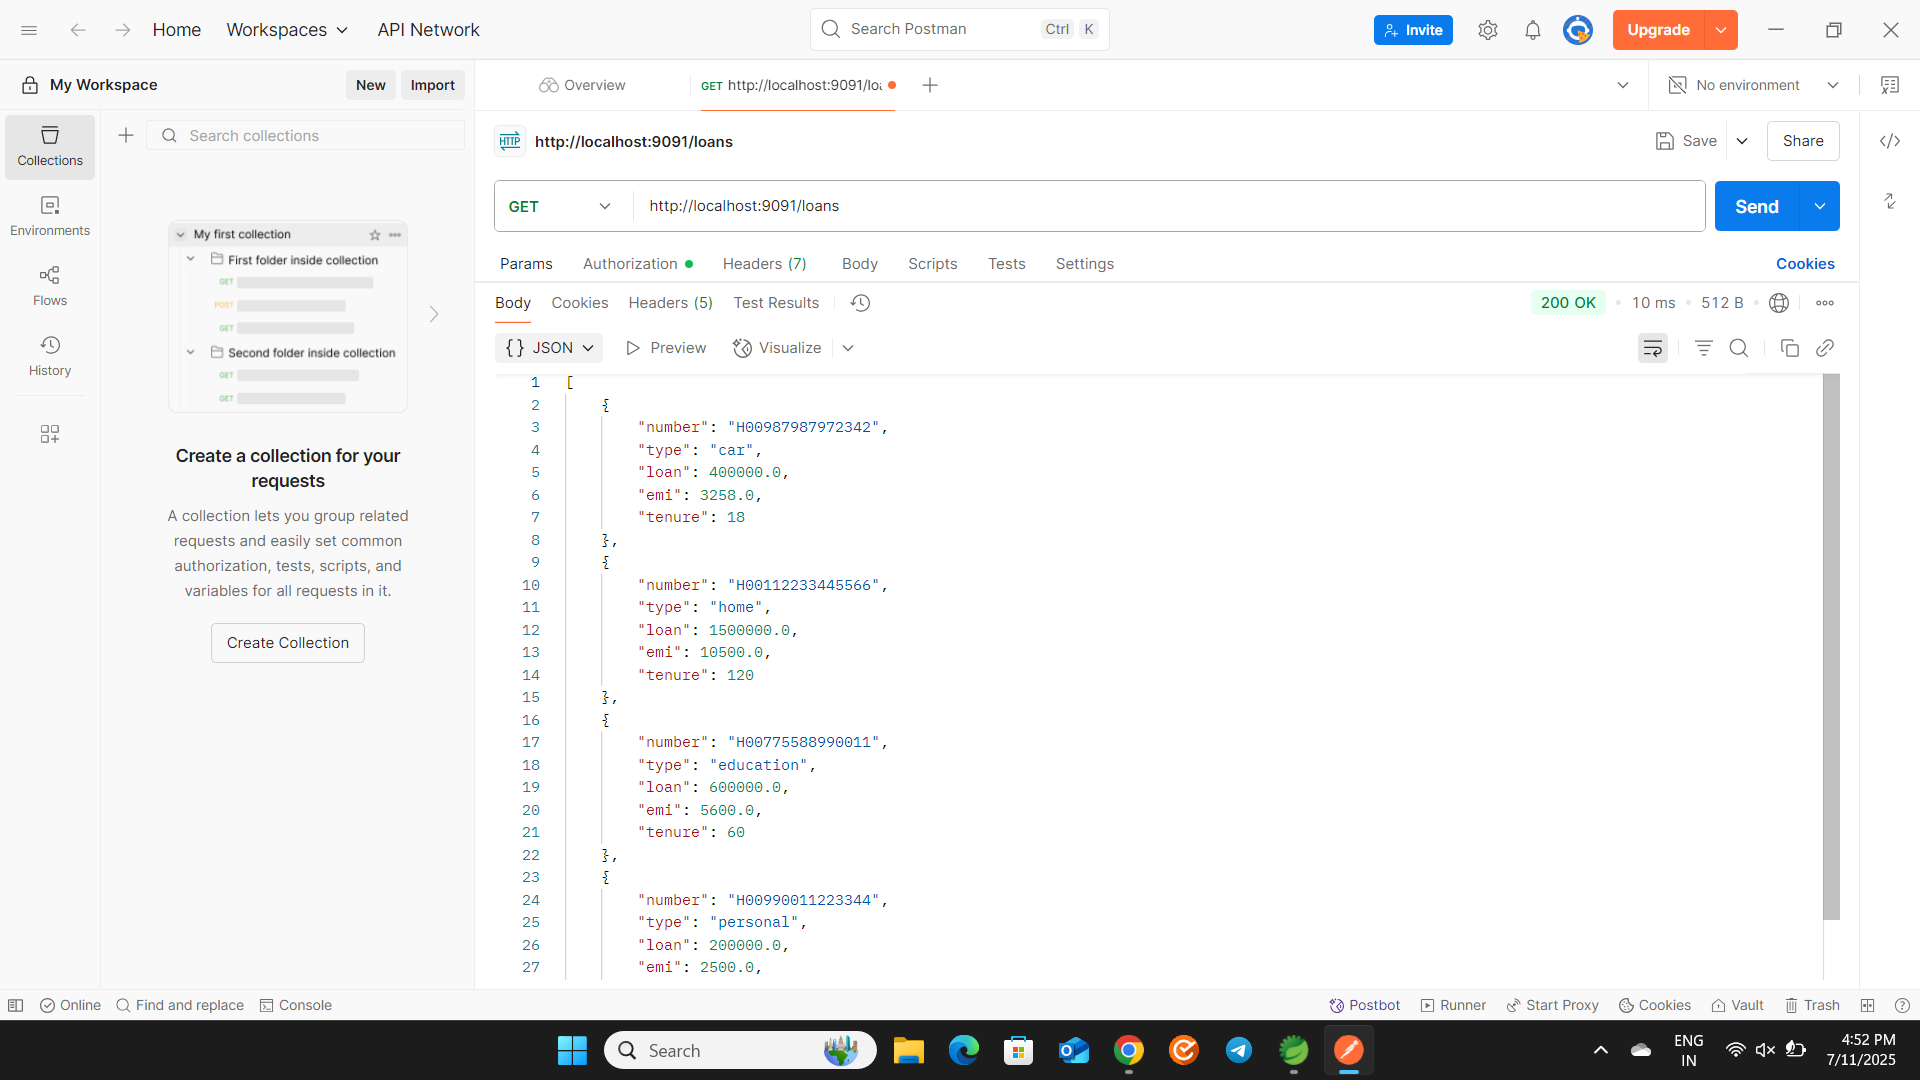 Home
Workspaces
API Network
Search Postman
Ctrl
K
Invite
Upgrade
My Workspace
New
Import
Overview
GET http://localhost:9091/loa
No environment
Collections
Environments
Flows
History
Search collections
My first collection
First folder inside collection
GET
POST
GET
Second folder inside collection
GET
GET
Create a collection for your
requests
A collection lets you group related
requests and easily set common
authorization, tests, scripts, and
variables for all requests in it.
Create Collection
HTTP
http://localhost:9091/loans
Save
Share
GET
http://localhost:9091/loans
Send
Params
Authorization
Headers (7)
Body
Scripts
Tests
Settings
Cookies
Body
Cookies
Headers (5)
Test Results
200 OK
10 ms
512 B
{} JSON
Preview
Visualize
1 [
2 {
3 "number": "H00987987972342",
4 "type": "car",
5 "loan": 400000.0,
6 "emi": 3258.0,
7 "tenure": 18
8 },
9 {
10 "number": "H00112233445566",
11 "type": "home",
12 "loan": 1500000.0,
13 "emi": 10500.0,
14 "tenure": 120
15 },
16 {
17 "number": "H00775588990011",
18 "type": "education",
19 "loan": 600000.0,
20 "emi": 5600.0,
21 "tenure": 60
22 },
23 {
24 "number": "H00990011223344",
25 "type": "personal",
26 "loan": 200000.0,
27 "emi": 2500.0,
Online
Find and replace
Console
Postbot
Runner
Start Proxy
Cookies
Vault
Trash
Search
ENG
IN
4:52 PM
7/11/2025